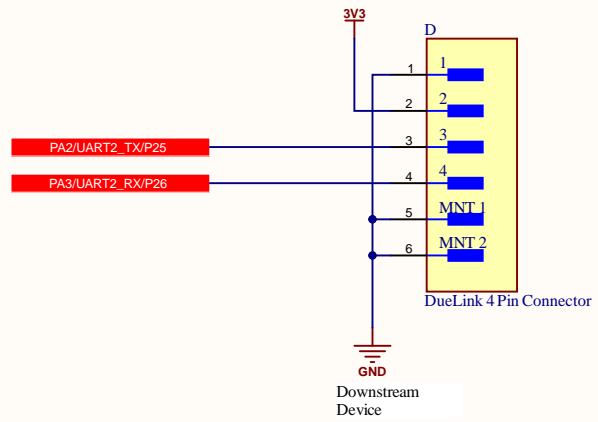 3V3
D
1 1
2 2
PA2/UART2_TX/P25 3 3
PA3/UART2_RX/P26 4 4
5 MNT 1
6 MNT 2
DueLink 4 Pin Connector
GND
Downstream
Device